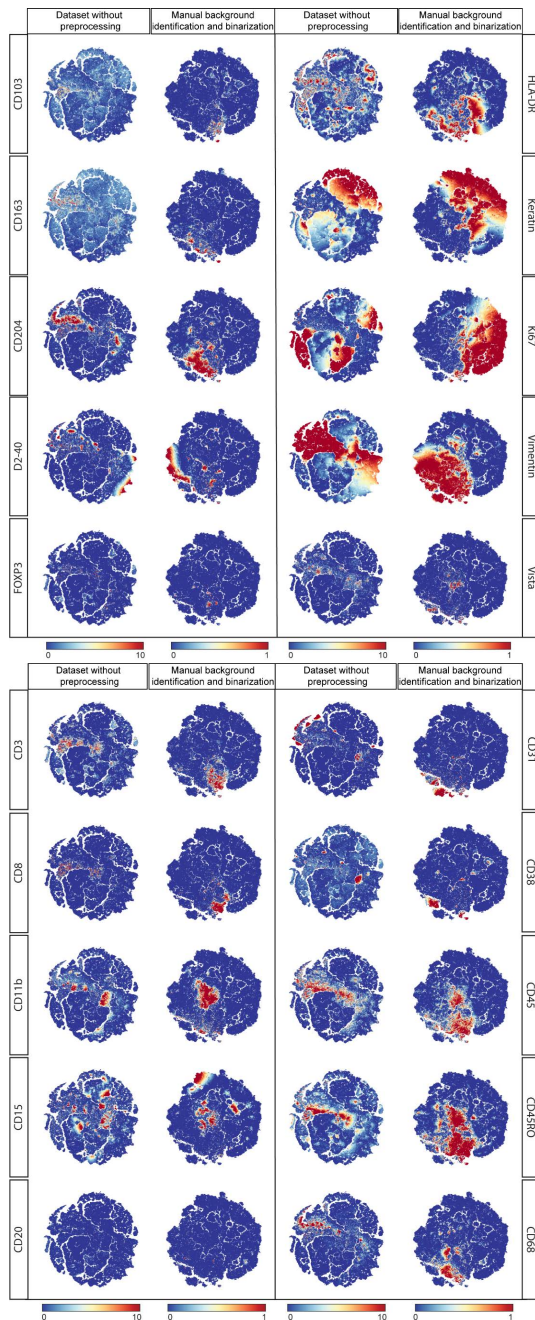 Dataset without preprocessing
Manual background identification and binarization
Dataset without preprocessing
Manual background identification and binarization
CD103
HLA-DR
CD163
Keratin
CD204
Ki67
D2-40
Vimentin
FOXP3
Vista
0 10
0 1
0 10
0 1
Dataset without preprocessing
Manual background identification and binarization
Dataset without preprocessing
Manual background identification and binarization
CD3
CD31
CD8
CD38
CD11b
CD45
CD15
CD45RO
CD20
CD68
0 10
0 1
0 10
0 1